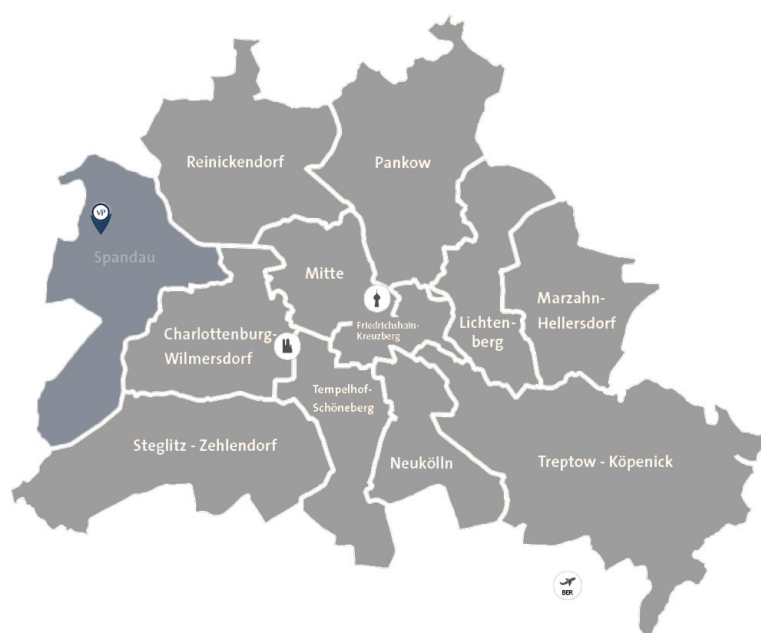 Reinickendorf
Pankow
VP
Spandau
Mitte
Marzahn-
Hellersdorf
Friedrichshain-
Kreuzberg
Lichten-
berg
Charlottenburg-
Wilmersdorf
Tempelhof-
Schöneberg
Steglitz - Zehlendorf
Neukölln
Treptow - Köpenick
BER